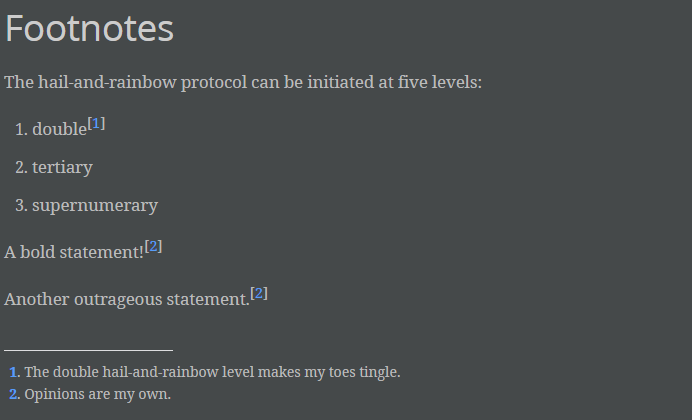 Footnotes
The hail-and-rainbow protocol can be initiated at five levels:
1. double[1]
2. tertiary
3. supernumerary
A bold statement![2]
Another outrageous statement.[2]
1. The double hail-and-rainbow level makes my toes tingle.
2. Opinions are my own.